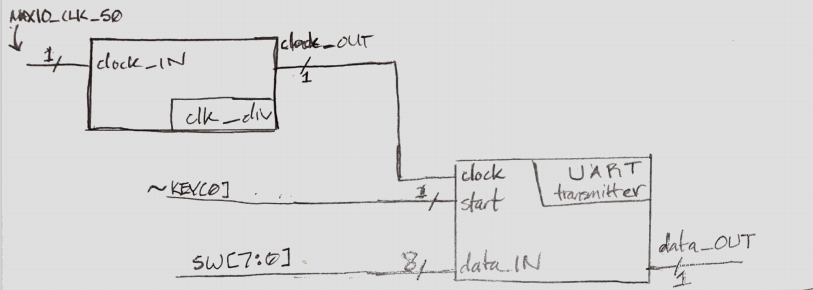 MAX10_CLK_50
clock_OUT
1
clock_IN
1
clk_div
~KEY[0]
1
clock
start
UART
transmitter
SW[7:0]
8
data_IN
data_OUT
1